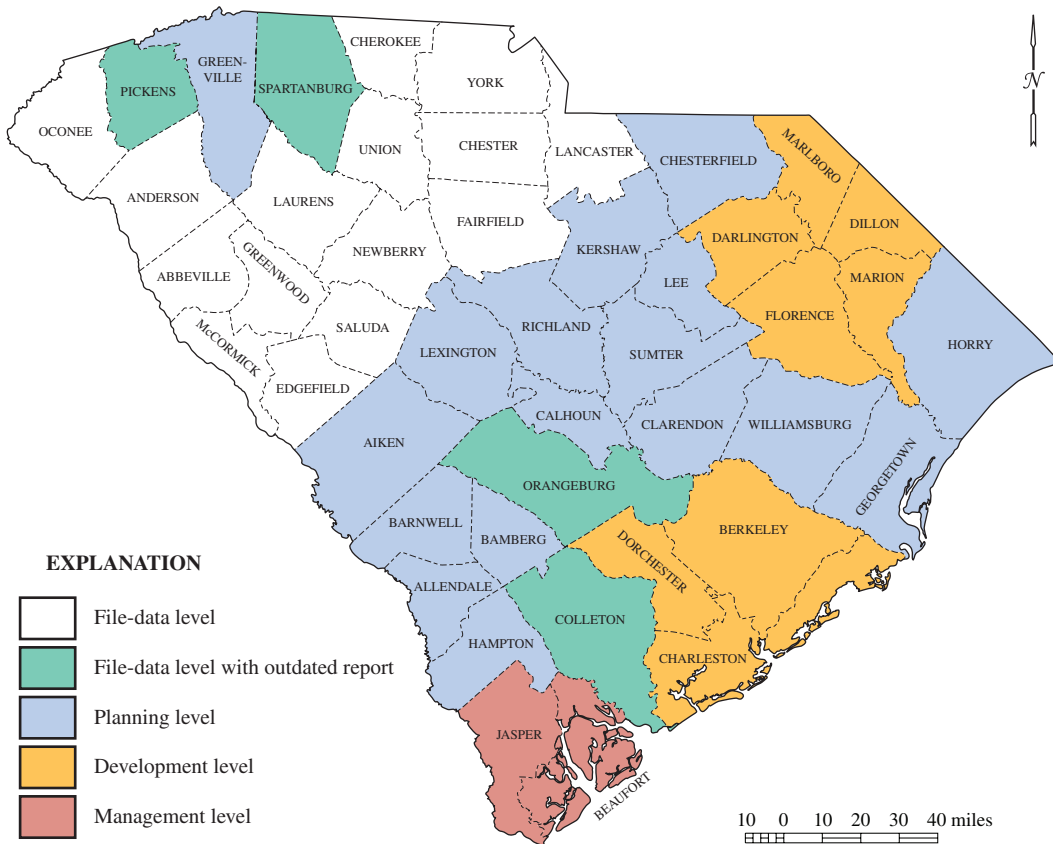 CHEROKEE
GREEN-
VILLE
PICKENS
SPARTANBURG
YORK
OCONEE
UNION
CHESTER
LANCASTER
CHESTERFIELD
MARLBORO
ANDERSON
LAURENS
FAIRFIELD
DARLINGTON
DILLON
ABBEVILLE
GREENWOOD
NEWBERRY
KERSHAW
LEE
MARION
McCORMICK
SALUDA
RICHLAND
FLORENCE
LEXINGTON
SUMTER
HORRY
EDGEFIELD
CALHOUN
CLARENDON
WILLIAMSBURG
AIKEN
GEORGETOWN
ORANGEBURG
BARNWELL
BAMBERG
BERKELEY
DORCHESTER
ALLENDALE
COLLETON
HAMPTON
CHARLESTON
JASPER
BEAUFORT
N
EXPLANATION
File-data level
File-data level with outdated report
Planning level
Development level
Management level
10 0 10 20 30 40 miles